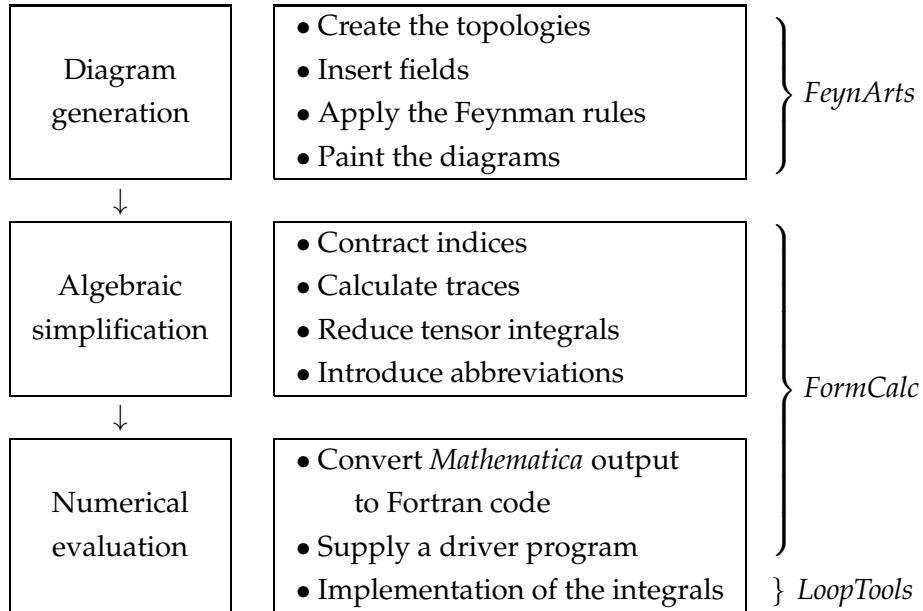 Diagram
generation
• Create the topologies
• Insert fields
• Apply the Feynman rules
• Paint the diagrams
} FeynArts
↓
Algebraic
simplification
• Contract indices
• Calculate traces
• Reduce tensor integrals
• Introduce abbreviations
} FormCalc
↓
Numerical
evaluation
• Convert Mathematica output
to Fortran code
• Supply a driver program
• Implementation of the integrals
} LoopTools